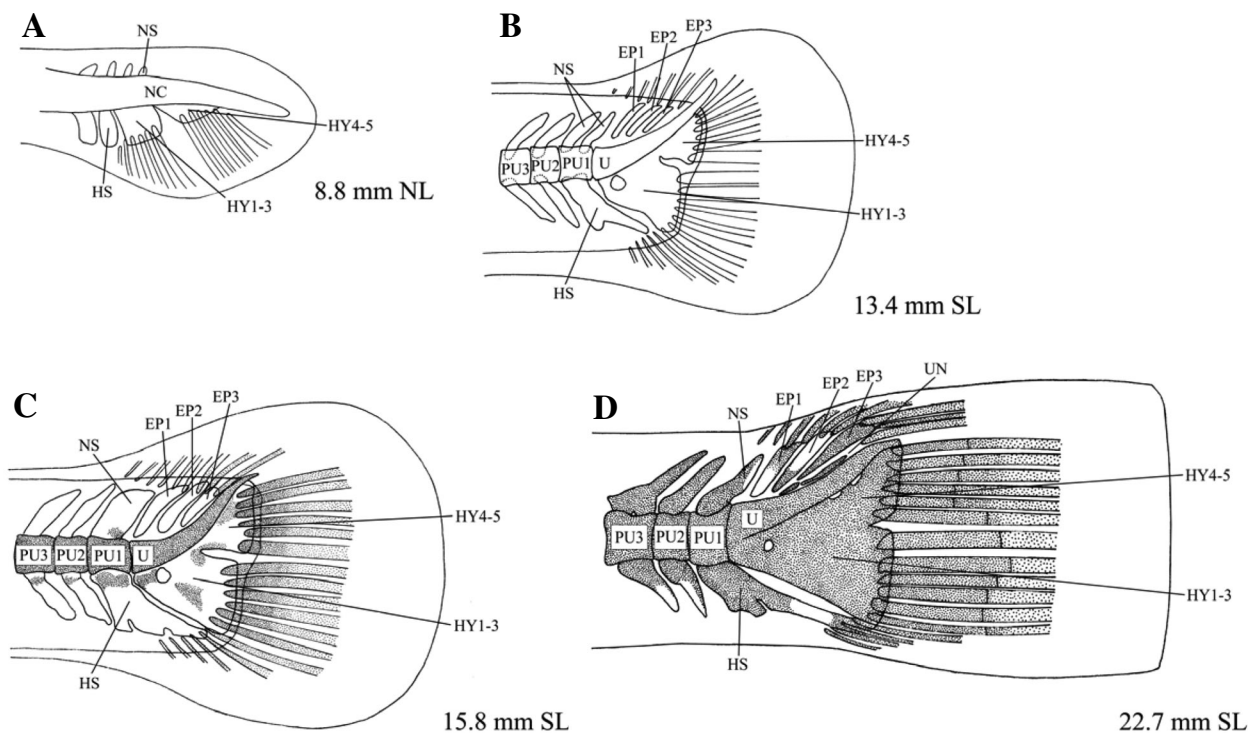 A
NS
NC
HY4-5
HS
HY1-3
8.8 mm NL
B
EP3
EP2
EP1
NS
HY4-5
PU3 PU2 PU1 U
HY1-3
HS
13.4 mm SL
C
EP3
EP2
EP1
NS
HY4-5
PU3 PU2 PU1 U
HY1-3
HS
15.8 mm SL
D
UN
EP3
EP2
EP1
NS
HY4-5
U
PU3 PU2 PU1
HY1-3
HS
22.7 mm SL